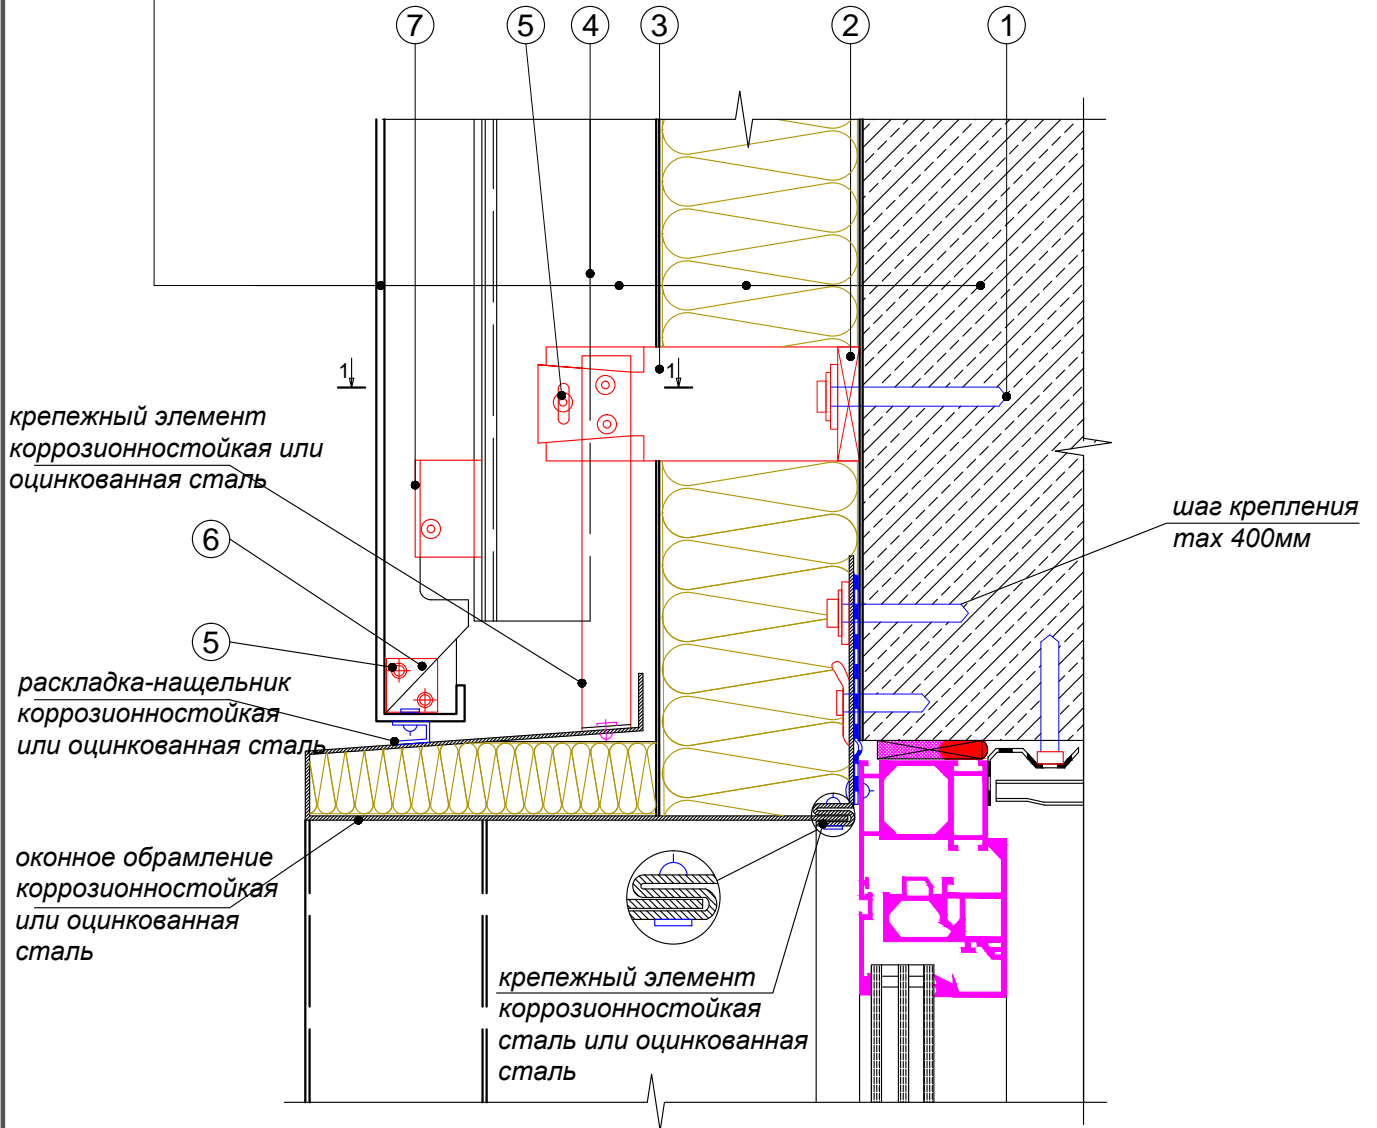 7 5 4 3 2 1
1 1
крепежный элемент
коррозионностойкая или
оцинкованная сталь
шаг крепления
max 400мм
6
5
раскладка-нащельник
коррозионностойкая
или оцинкованная сталь
оконное обрамление
коррозионностойкая
или оцинкованная
сталь
крепежный элемент
коррозионностойкая
сталь или оцинкованная
сталь